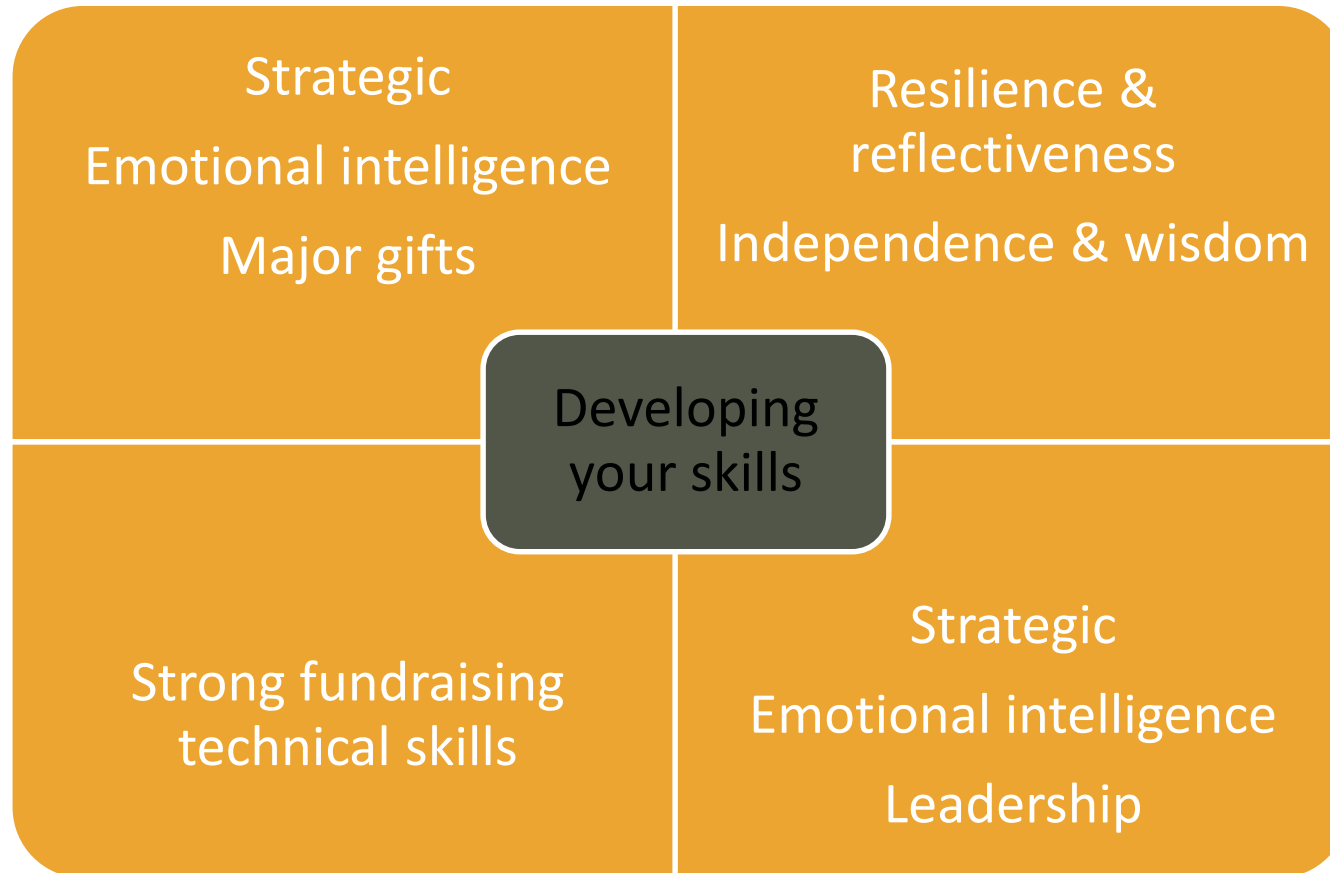 Strategic
Emotional intelligence
Major gifts
Resilience &
reflectiveness
Independence & wisdom
Developing
your skills
Strong fundraising
technical skills
Strategic
Emotional intelligence
Leadership